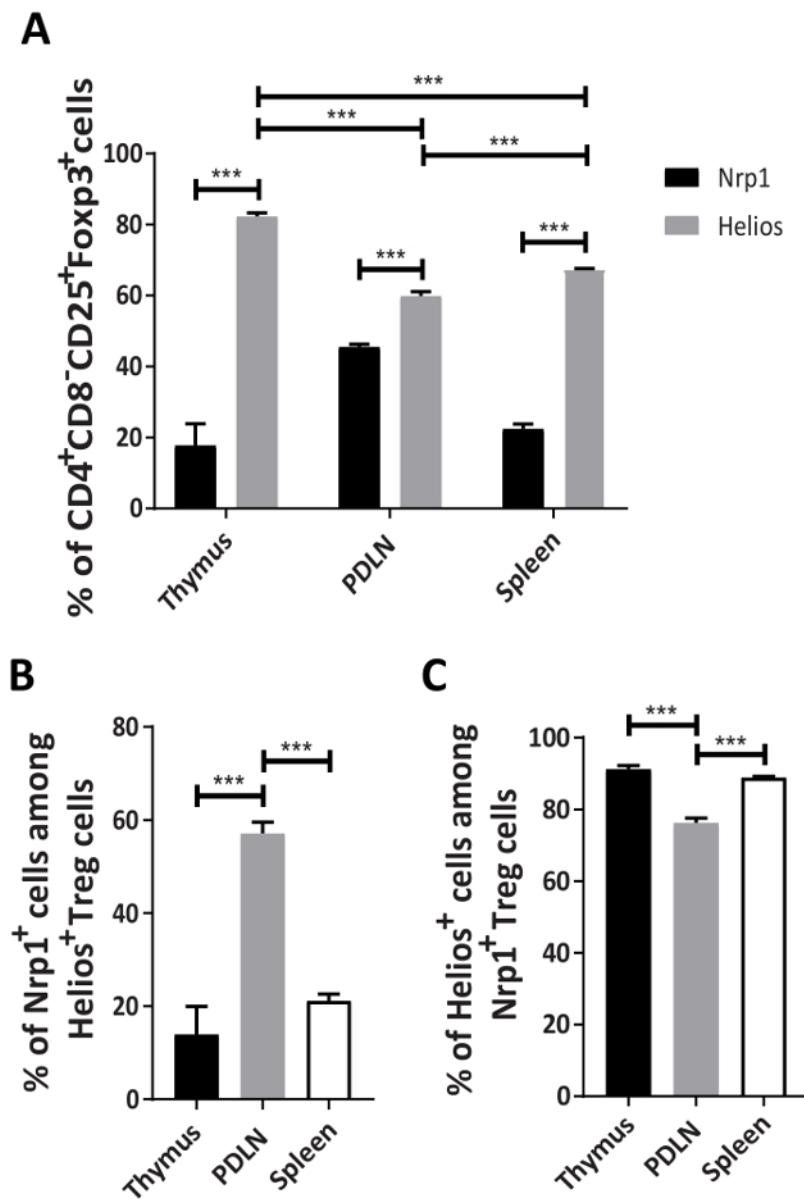 A
***
***
***
% of CD4+CD8-CD25+Foxp3+cells
100
80
60
40
20
0
***
***
***
Nrp1
Helios
Thymus
PDLN
Spleen
B
% of Nrp1+ cells among
Helios+Treg cells
80
60
40
20
0
***
***
Thymus
PDLN
Spleen
C
% of Helios+ cells among
Nrp1+Treg cells
100
80
80
60
40
20
0
***
***
Thymus
PDLN
Spleen